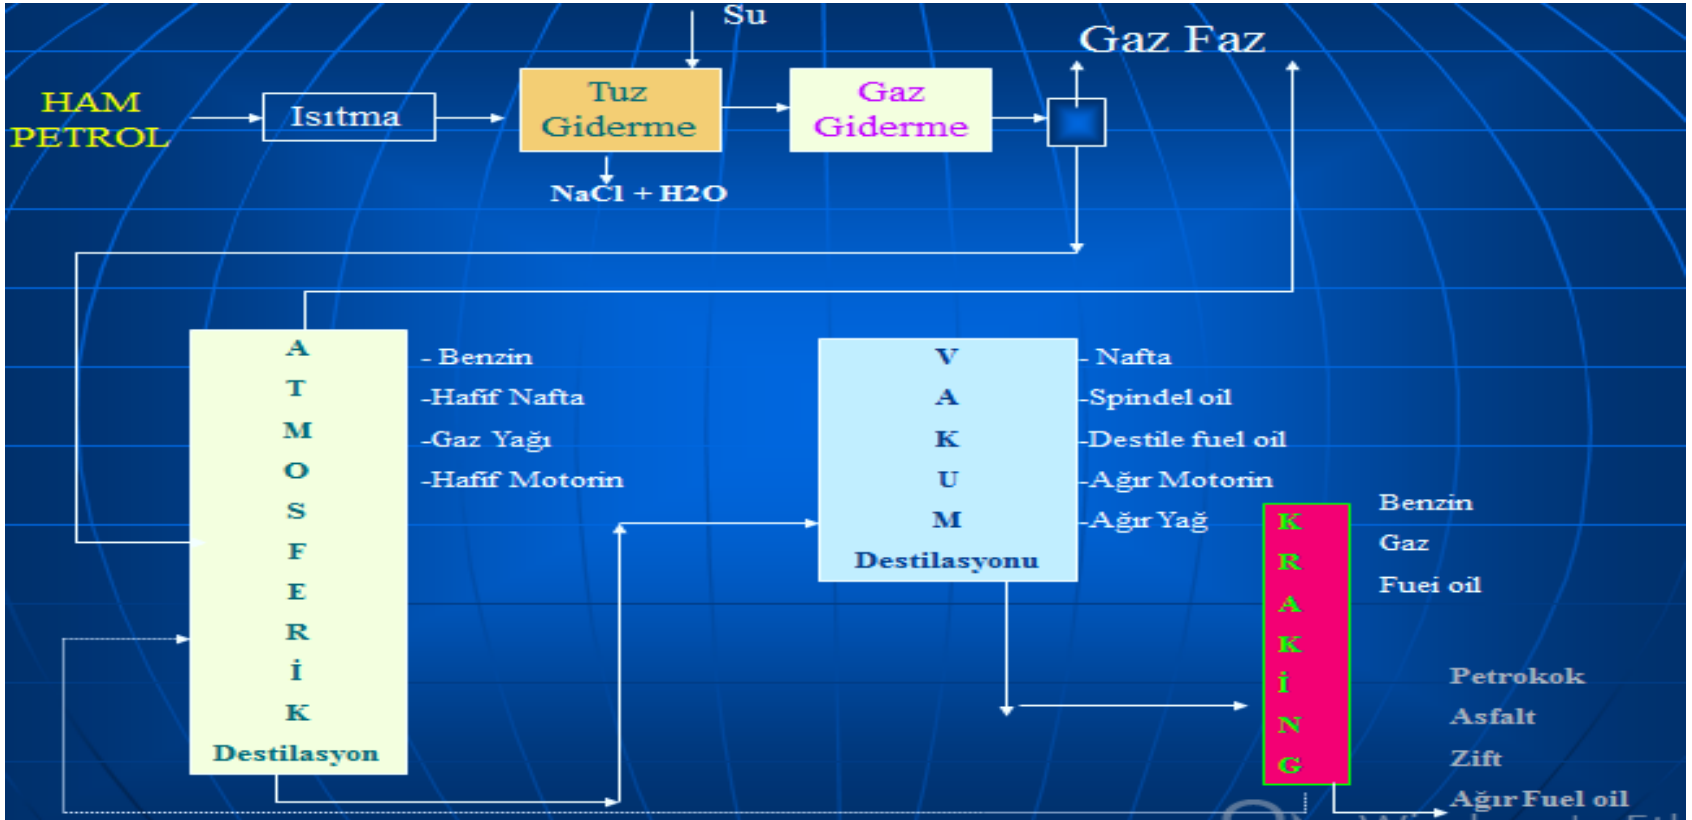 Su
Gaz Faz
HAM
PETROL
Isıtma
Tuz
Giderme
Gaz
Giderme
NaCl + H2O
A
T
M
O
S
F
E
R
İ
K
Destilasyon
- Benzin
-Hafif Nafta
-Gaz Yağı
-Hafif Motorin
V
A
K
U
M
Destilasyonu
- Nafta
-Spindel oil
-Destile fuel oil
-Ağır Motorin
-Ağır Yağ
K
R
A
K
İ
N
G
Benzin
Gaz
Fuei oil
Petrokok
Asfalt
Zift
Ağır Fuel oil